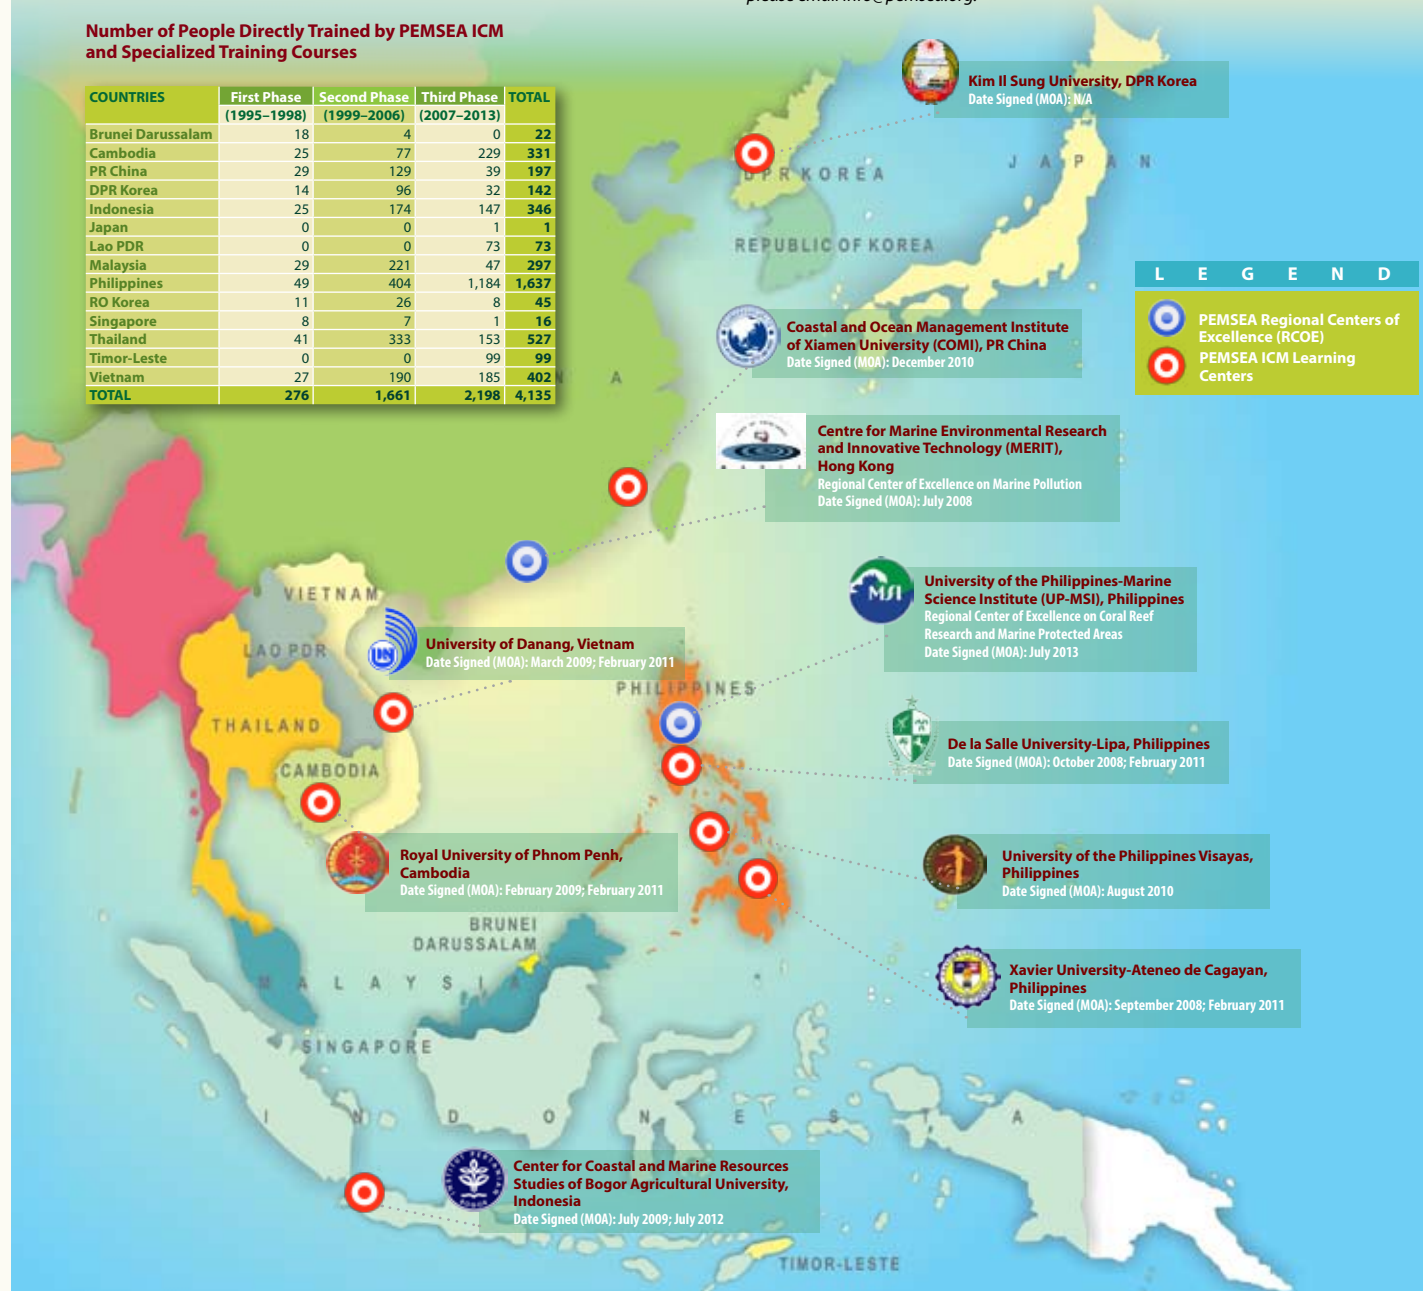 please email info@pemsea.org.
Number of People Directly Trained by PEMSEA ICM
and Specialized Training Courses
COUNTRIES First Phase Second Phase Third Phase TOTAL
(1995–1998) (1999–2006) (2007–2013)
Brunei Darussalam 18 4 0 22
Cambodia 25 77 229 331
PR China 29 129 39 197
DPR Korea 14 96 32 142
Indonesia 25 174 147 346
Japan 0 0 1 1
Lao PDR 0 0 73 73
Malaysia 29 221 47 297
Philippines 49 404 1,184 1,637
RO Korea 11 26 8 45
Singapore 8 7 1 16
Thailand 41 333 153 527
Timor-Leste 0 0 99 99
Vietnam 27 190 185 402
TOTAL 276 1,661 2,198 4,135
Kim Il Sung University, DPR Korea
Date Signed (MOA): N/A
DPR KOREA
JAPAN
REPUBLIC OF KOREA
LEGEND
PEMSEA Regional Centers of
Excellence (RCOE)
PEMSEA ICM Learning
Centers
Coastal and Ocean Management Institute
of Xiamen University (COMI), PR China
Date Signed (MOA): December 2010
N A
Centre for Marine Environmental Research
and Innovative Technology (MERIT),
Hong Kong
Regional Center of Excellence on Marine Pollution
Date Signed (MOA): July 2008
MSI
University of the Philippines-Marine
Science Institute (UP-MSI), Philippines
Regional Center of Excellence on Coral Reef
Research and Marine Protected Areas
Date Signed (MOA): July 2013
VIETNAM
LAO PDR
University of Danang, Vietnam
Date Signed (MOA): March 2009; February 2011
PHILIPPINES
THAILAND
De la Salle University-Lipa, Philippines
Date Signed (MOA): October 2008; February 2011
CAMBODIA
Royal University of Phnom Penh,
Cambodia
Date Signed (MOA): February 2009; February 2011
University of the Philippines Visayas,
Philippines
Date Signed (MOA): August 2010
BRUNEI
DARUSSALAM
MALAYSIA
Xavier University-Ateneo de Cagayan,
Philippines
Date Signed (MOA): September 2008; February 2011
SINGAPORE
INDONESIA
Center for Coastal and Marine Resources
Studies of Bogor Agricultural University,
Indonesia
Date Signed (MOA): July 2009; July 2012
BOGOR
TIMOR-LESTE